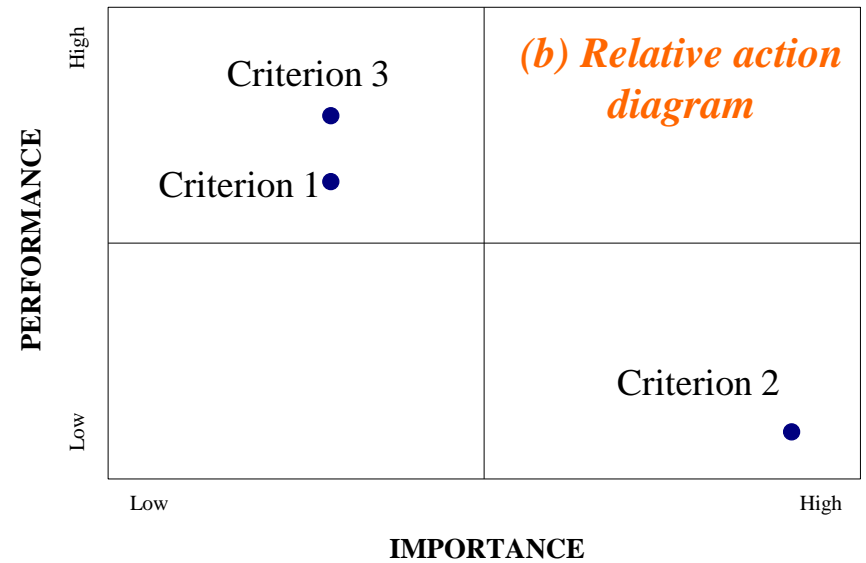 High
(b) Relative action
diagram
Criterion 3
Criterion 1
PERFORMANCE
Criterion 2
Low
Low
High
IMPORTANCE